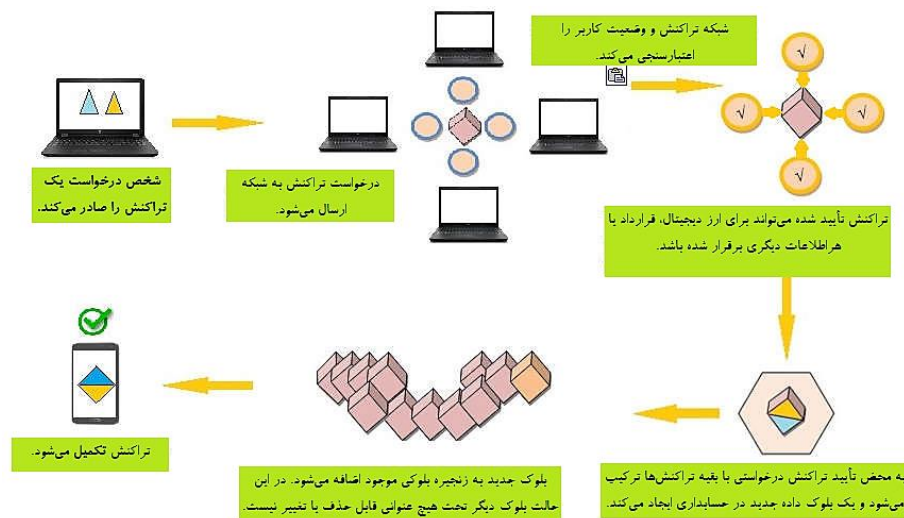 شبکه تراکنش و وضعیت کاربر را
اعتبارسنجی می‌کند.
√
√
√
√
شخص درخواست یک
تراکنش را صادر می‌کند.
درخواست تراکنش به شبکه
ارسال می‌شود.
تراکنش تأیید شده می‌تواند برای ارز دیجیتال، قرارداد یا
هراطلاعات دیگری برقرار شده باشد.
به محض تأیید تراکنش درخواستی با بقیه تراکنش‌ها ترکیب
می‌شود و یک بلوک داده جدید در حسابداری ایجاد می‌کند.
بلوک جدید به زنجیره بلوکی موجود اضافه می‌شود. در این
حالت بلوک دیگر تحت هیچ عنوانی قابل حذف یا تغییر نیست.
تراکنش تکمیل می‌شود.